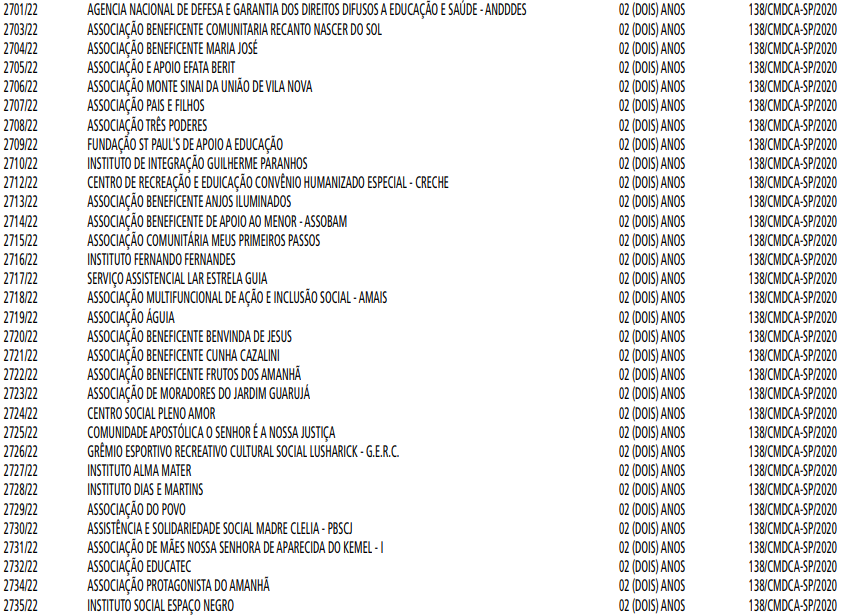 2701/22 AGENCIA NACIONAL DE DEFESA E GARANTIA DOS DIREITOS DIFUSOS A EDUCAÇÃO E SAÚDE - ANDDDES 02 (DOIS) ANOS 138/CMDCA-SP/2020
2703/22 ASSOCIAÇÃO BENEFICENTE COMUNITARIA RECANTO NASCER DO SOL 02 (DOIS) ANOS 138/CMDCA-SP/2020
2704/22 ASSOCIAÇÃO BENEFICENTE MARIA JOSÉ 02 (DOIS) ANOS 138/CMDCA-SP/2020
2705/22 ASSOCIAÇÃO E APOIO EFATA BERIT 02 (DOIS) ANOS 138/CMDCA-SP/2020
2706/22 ASSOCIAÇÃO MONTE SINAI DA UNIÃO DE VILA NOVA 02 (DOIS) ANOS 138/CMDCA-SP/2020
2707/22 ASSOCIAÇÃO PAIS E FILHOS 02 (DOIS) ANOS 138/CMDCA-SP/2020
2708/22 ASSOCIAÇÃO TRÊS PODERES 02 (DOIS) ANOS 138/CMDCA-SP/2020
2709/22 FUNDAÇÃO ST PAUL'S DE APOIO A EDUCAÇÃO 02 (DOIS) ANOS 138/CMDCA-SP/2020
2710/22 INSTITUTO DE INTEGRAÇÃO GUILHERME PARANHOS 02 (DOIS) ANOS 138/CMDCA-SP/2020
2712/22 CENTRO DE RECREAÇÃO E EDUICAÇÃO CONVÊNIO HUMANIZADO ESPECIAL - CRECHE 02 (DOIS) ANOS 138/CMDCA-SP/2020
2713/22 ASSOCIAÇÃO BENEFICENTE ANJOS ILUMINADOS 02 (DOIS) ANOS 138/CMDCA-SP/2020
2714/22 ASSOCIAÇÃO BENEFICENTE DE APOIO AO MENOR - ASSOBAM 02 (DOIS) ANOS 138/CMDCA-SP/2020
2715/22 ASSOCIAÇÃO COMUNITÁRIA MEUS PRIMEIROS PASSOS 02 (DOIS) ANOS 138/CMDCA-SP/2020
2716/22 INSTITUTO FERNANDO FERNANDES 02 (DOIS) ANOS 138/CMDCA-SP/2020
2717/22 SERVIÇO ASSISTENCIAL LAR ESTRELA GUIA 02 (DOIS) ANOS 138/CMDCA-SP/2020
2718/22 ASSOCIAÇÃO MULTIFUNCIONAL DE AÇÃO E INCLUSÃO SOCIAL - AMAIS 02 (DOIS) ANOS 138/CMDCA-SP/2020
2719/22 ASSOCIAÇÃO ÁGUIA 02 (DOIS) ANOS 138/CMDCA-SP/2020
2720/22 ASSOCIAÇÃO BENEFICENTE BENVINDA DE JESUS 02 (DOIS) ANOS 138/CMDCA-SP/2020
2721/22 ASSOCIAÇÃO BENEFICENTE CUNHA CAZALINI 02 (DOIS) ANOS 138/CMDCA-SP/2020
2722/22 ASSOCIAÇÃO BENEFICENTE FRUTOS DOS AMANHÃ 02 (DOIS) ANOS 138/CMDCA-SP/2020
2723/22 ASSOCIAÇÃO DE MORADORES DO JARDIM GUARUJÁ 02 (DOIS) ANOS 138/CMDCA-SP/2020
2724/22 CENTRO SOCIAL PLENO AMOR 02 (DOIS) ANOS 138/CMDCA-SP/2020
2725/22 COMUNIDADE APOSTÓLICA O SENHOR É A NOSSA JUSTIÇA 02 (DOIS) ANOS 138/CMDCA-SP/2020
2726/22 GRÊMIO ESPORTIVO RECREATIVO CULTURAL SOCIAL LUSHARICK - G.E.R.C. 02 (DOIS) ANOS 138/CMDCA-SP/2020
2727/22 INSTITUTO ALMA MATER 02 (DOIS) ANOS 138/CMDCA-SP/2020
2728/22 INSTITUTO DIAS E MARTINS 02 (DOIS) ANOS 138/CMDCA-SP/2020
2729/22 ASSOCIAÇÃO DO POVO 02 (DOIS) ANOS 138/CMDCA-SP/2020
2730/22 ASSISTÊNCIA E SOLIDARIEDADE SOCIAL MADRE CLELIA - PBSCJ 02 (DOIS) ANOS 138/CMDCA-SP/2020
2731/22 ASSOCIAÇÃO DE MÃES NOSSA SENHORA DE APARECIDA DO KEMEL - I 02 (DOIS) ANOS 138/CMDCA-SP/2020
2732/22 ASSOCIAÇÃO EDUCATEC 02 (DOIS) ANOS 138/CMDCA-SP/2020
2734/22 ASSOCIAÇÃO PROTAGONISTA DO AMANHÃ 02 (DOIS) ANOS 138/CMDCA-SP/2020
2735/22 INSTITUTO SOCIAL ESPAÇO NEGRO 02 (DOIS) ANOS 138/CMDCA-SP/2020